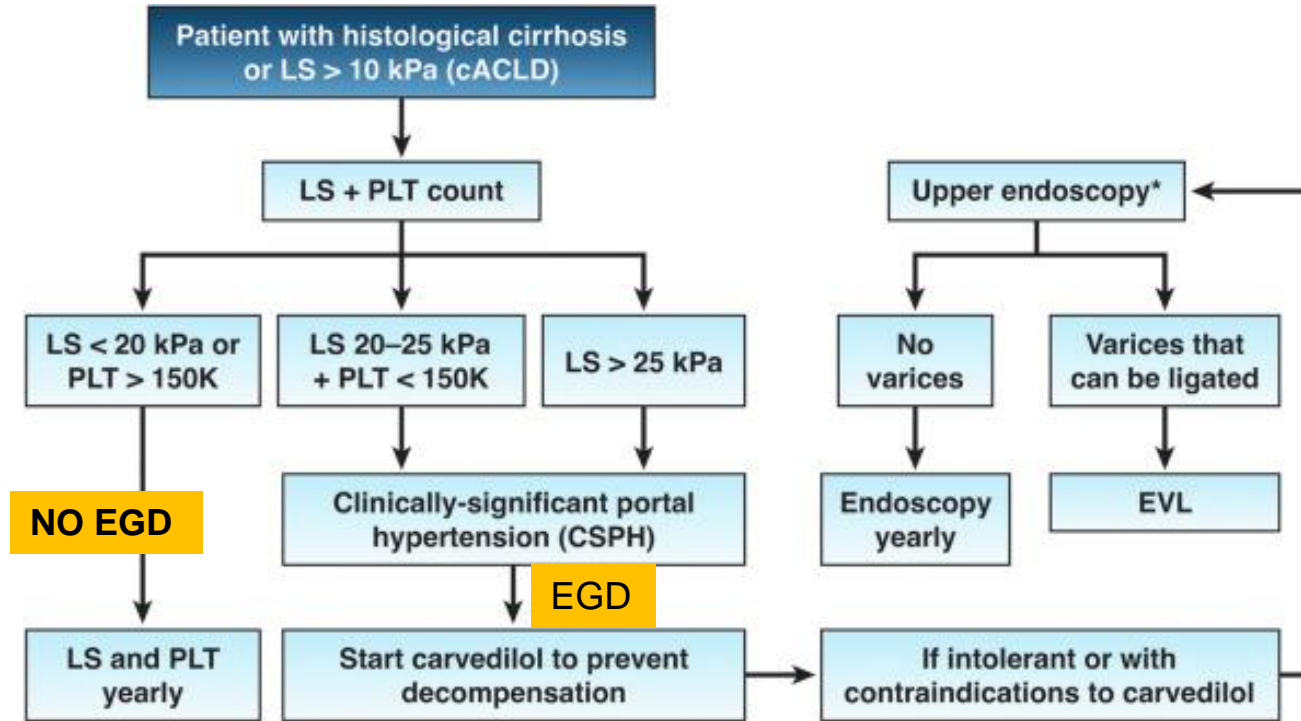 Patient with histological cirrhosis
or LS > 10 kPa (cACLD)
LS + PLT count
Upper endoscopy*
LS < 20 kPa or
PLT > 150K
LS 20–25 kPa
+ PLT < 150K
LS > 25 kPa
No
varices
Varices that
can be ligated
NO EGD
Clinically-significant portal
hypertension (CSPH)
Endoscopy
yearly
EVL
EGD
LS and PLT
yearly
Start carvedilol to prevent
decompensation
If intolerant or with
contraindications to carvedilol